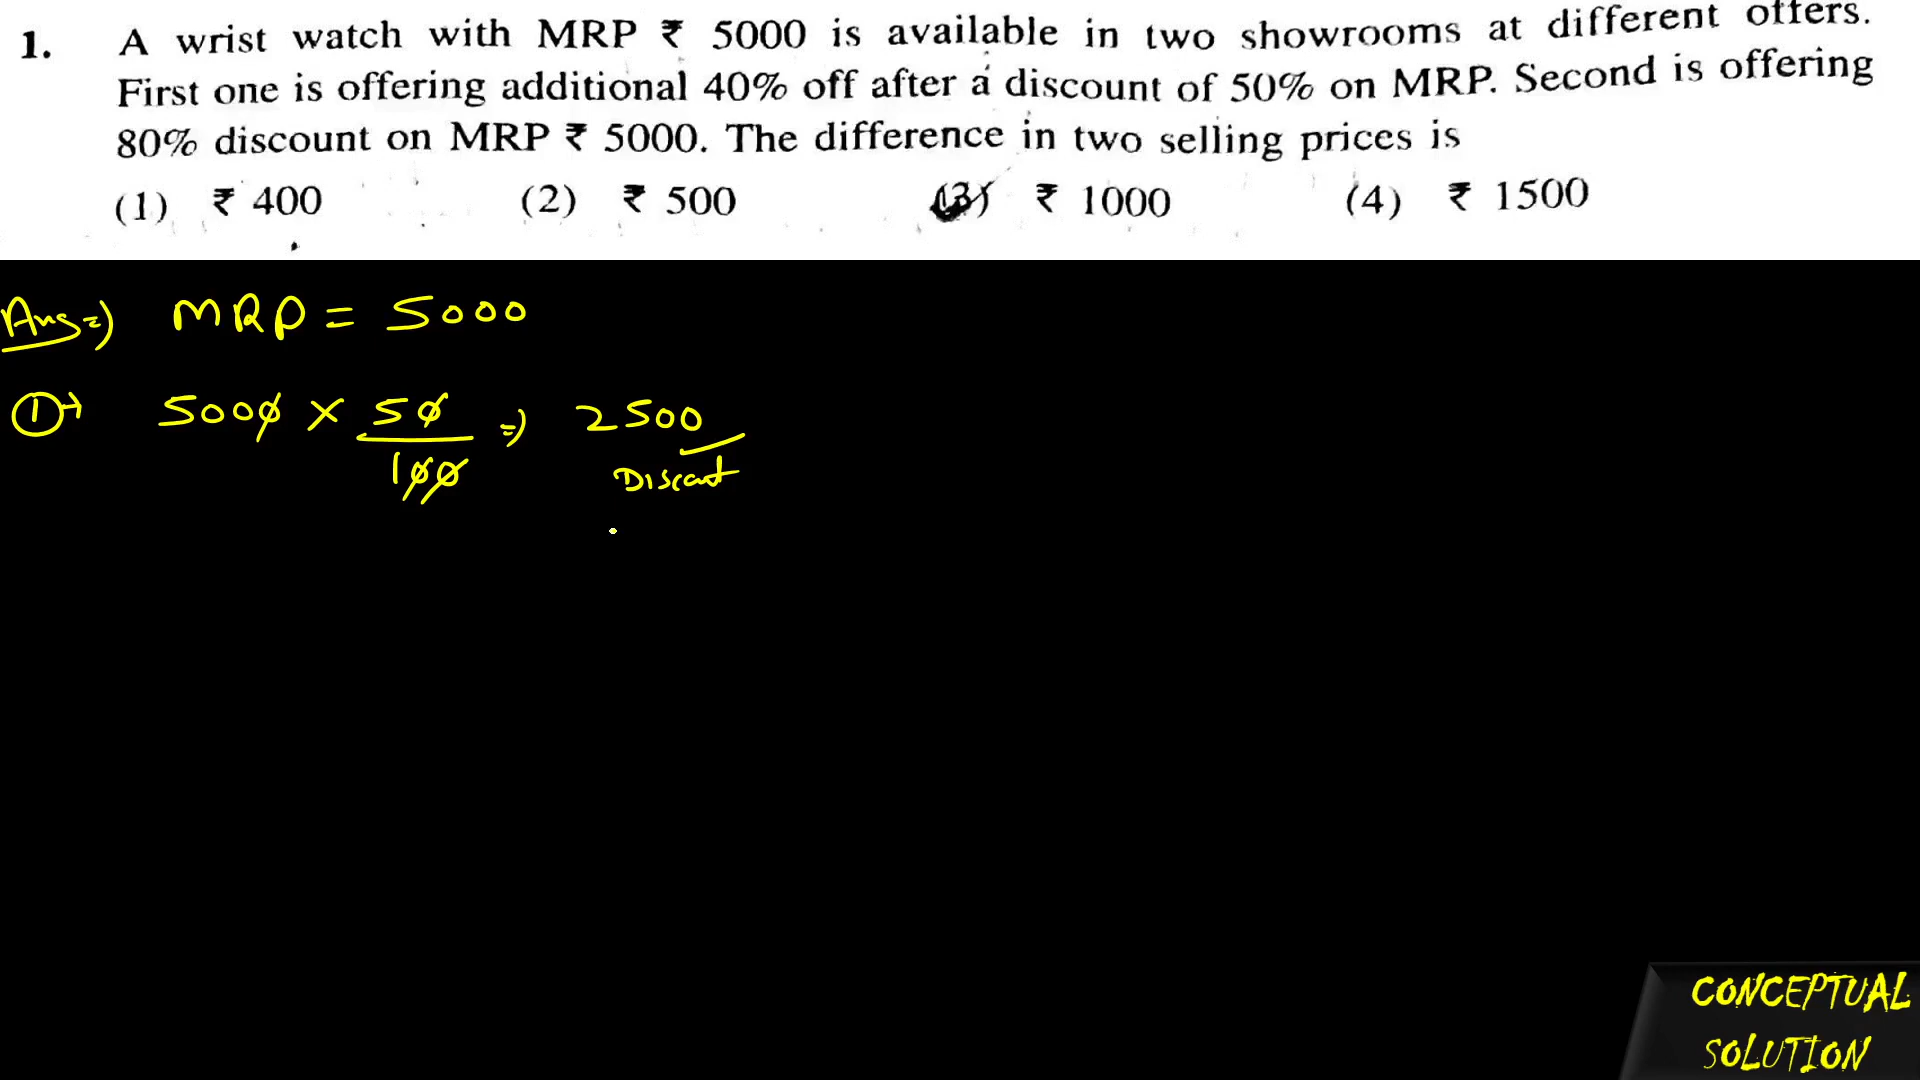 1. A wrist watch with MRP ₹ 5000 is available in two showrooms at different offers.
First one is offering additional 40% off after a discount of 50% on MRP. Second is offering
80% discount on MRP ₹ 5000. The difference in two selling prices is
(1) ₹ 400 (2) ₹ 500 (3) ₹ 1000 (4) ₹ 1500
Ans⇒) MRP = 5000
① → 5000 × 50/100 ⇒ 2500
Discount
CONCEPTUAL
SOLUTION